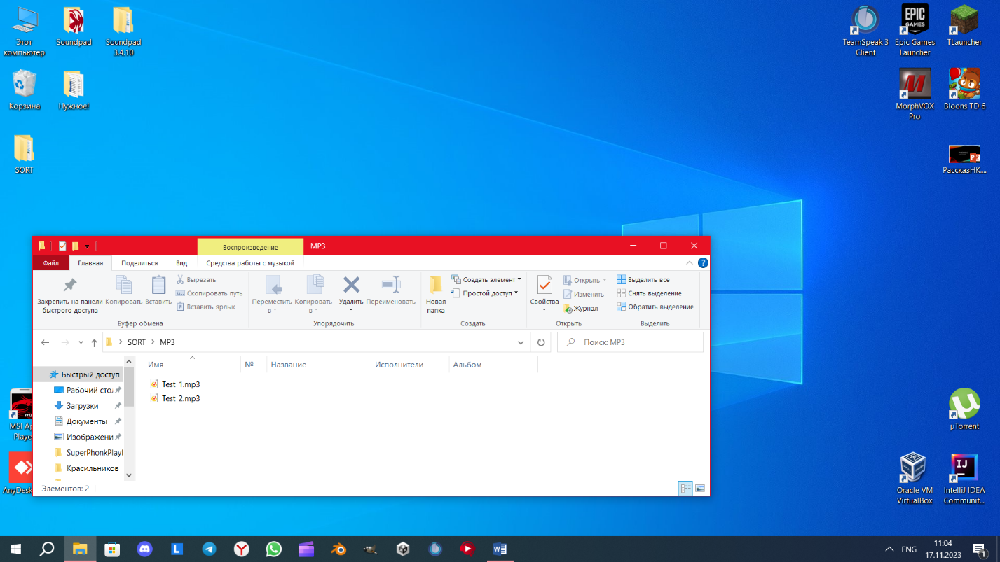 Этот
компьютер
Soundpad
Soundpad
3.4.10
TeamSpeak 3
Client
EPIC
GAMES
Epic Games
Launcher
TLauncher
Корзина
Нужное!
MorphVOX
Pro
Bloons TD 6
SORT
РассказНК....
Воспроизведение
MP3
Файл
Главная
Поделиться
Вид
Средства работы с музыкой
Закрепить на панели
быстрого доступа
Копировать
Вставить
Вырезать
Скопировать путь
Вставить ярлык
Буфер обмена
Переместить
в
Копировать
в
Удалить
Переименовать
Упорядочить
Новая
папка
Создать элемент
Простой доступ
Создать
Свойства
Открыть
Изменить
Журнал
Открыть
Выделить все
Снять выделение
Обратить выделение
Выделить
SORT
MP3
Поиск: MP3
Имя
№
Название
Исполнители
Альбом
Быстрый доступ
Рабочий сто
Загрузки
Документы
Изображени
SuperPhonkPlayl
Красильников
Test_1.mp3
Test_2.mp3
Элементов: 2
MSI Ap
Playe
AnyDesk
µTorrent
Oracle VM
VirtualBox
IJ
IntelliJ IDEA
Communit...
ENG
11:04
17.11.2023
1